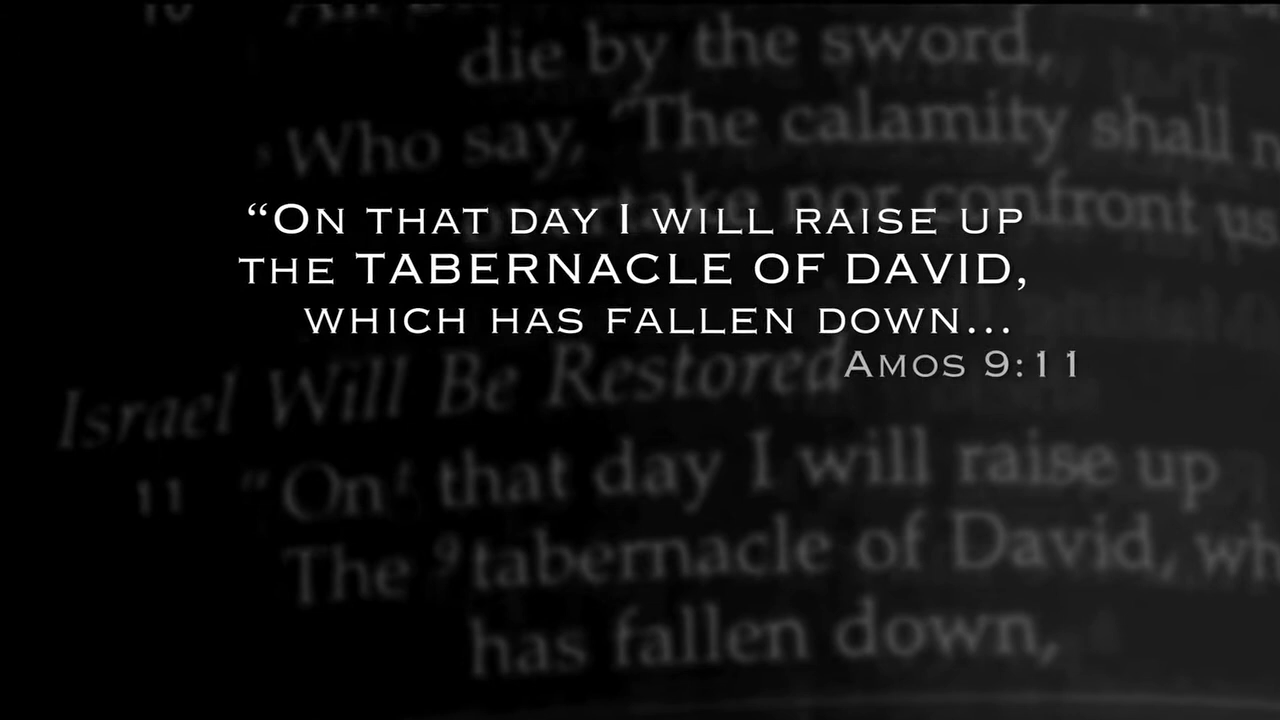 10
die by the sword,
Who say, 'The calamity shall
nor confront us
“ON THAT DAY I WILL RAISE UP
THE TABERNACLE OF DAVID,
WHICH HAS FALLEN DOWN...
AMOS 9:11
Israel Will Be Restored
11 "On t that day I will raise up
The 9 tabernacle of David, wh
has fallen down,